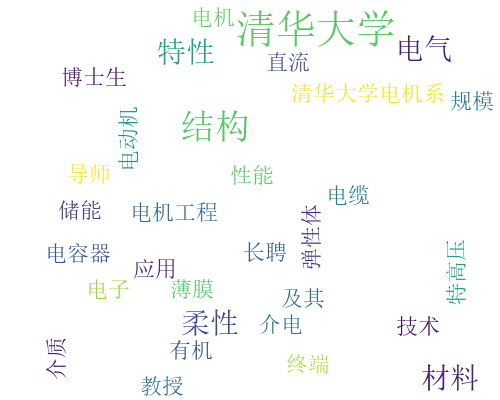 电机
清华大学
特性
电气
直流
博士生
清华大学电机系
规模
电动机
结构
导师
性能
电缆
储能
电机工程
弹性体
电容器
长聘
特高压
应用
电子
薄膜
及其
柔性
介电
技术
有机
介质
终端
材料
教授